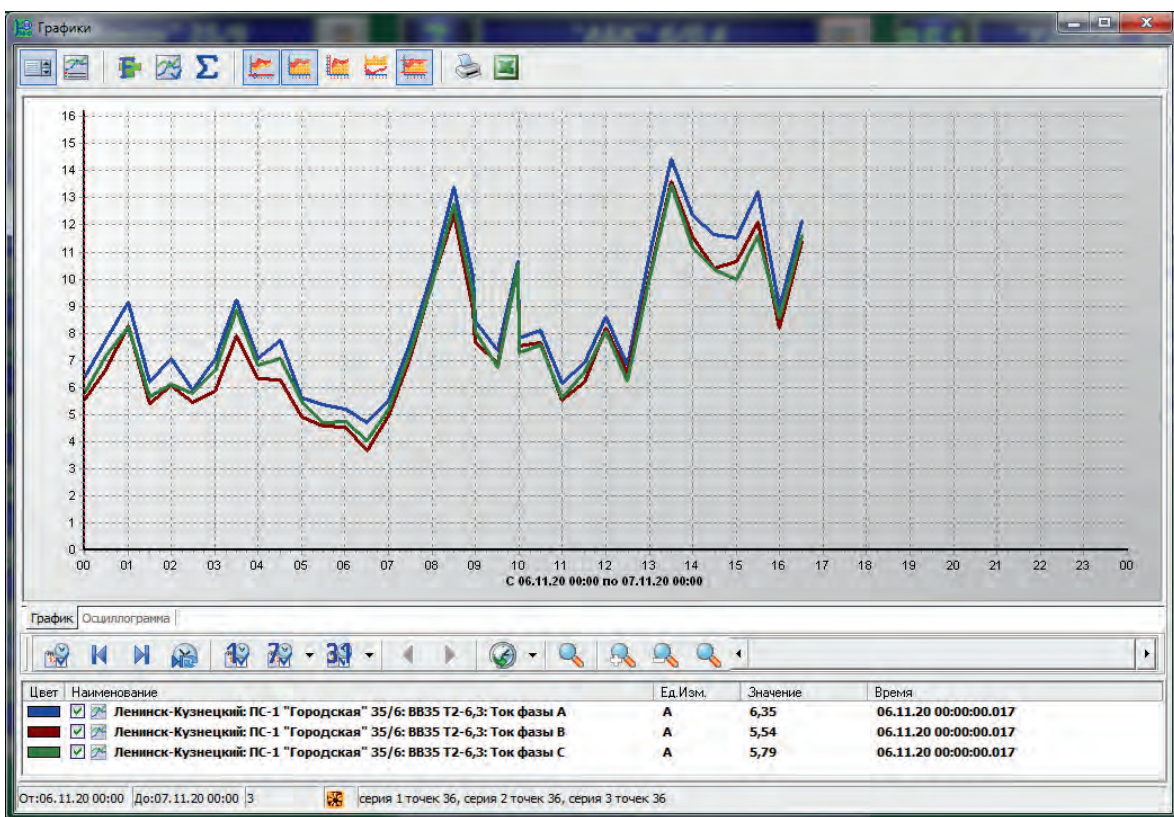 Графики
16
15
14
13
12
11
10
9
8
7
6
5
4
3
2
1
0
00 01 02 03 04 05 06 07 08 09 10 11 12 13 14 15 16 17 18 19 20 21 22 23 00
С 06.11.20 00:00 по 07.11.20 00:00
График Осциллограмма
1 7 31
Цвет Наименование Ед.Изм. Значение Время
Ленинск-Кузнецкий: ПС-1 "Городская" 35/6: ВВ35 Т2-6,3: Ток фазы А А 6,35 06.11.20 00:00:00.017
Ленинск-Кузнецкий: ПС-1 "Городская" 35/6: ВВ35 Т2-6,3: Ток фазы В А 5,54 06.11.20 00:00:00.017
Ленинск-Кузнецкий: ПС-1 "Городская" 35/6: ВВ35 Т2-6,3: Ток фазы С А 5,79 06.11.20 00:00:00.017
От:06.11.20 00:00 До:07.11.20 00:00 3 серия 1 точек 36, серия 2 точек 36, серия 3 точек 36